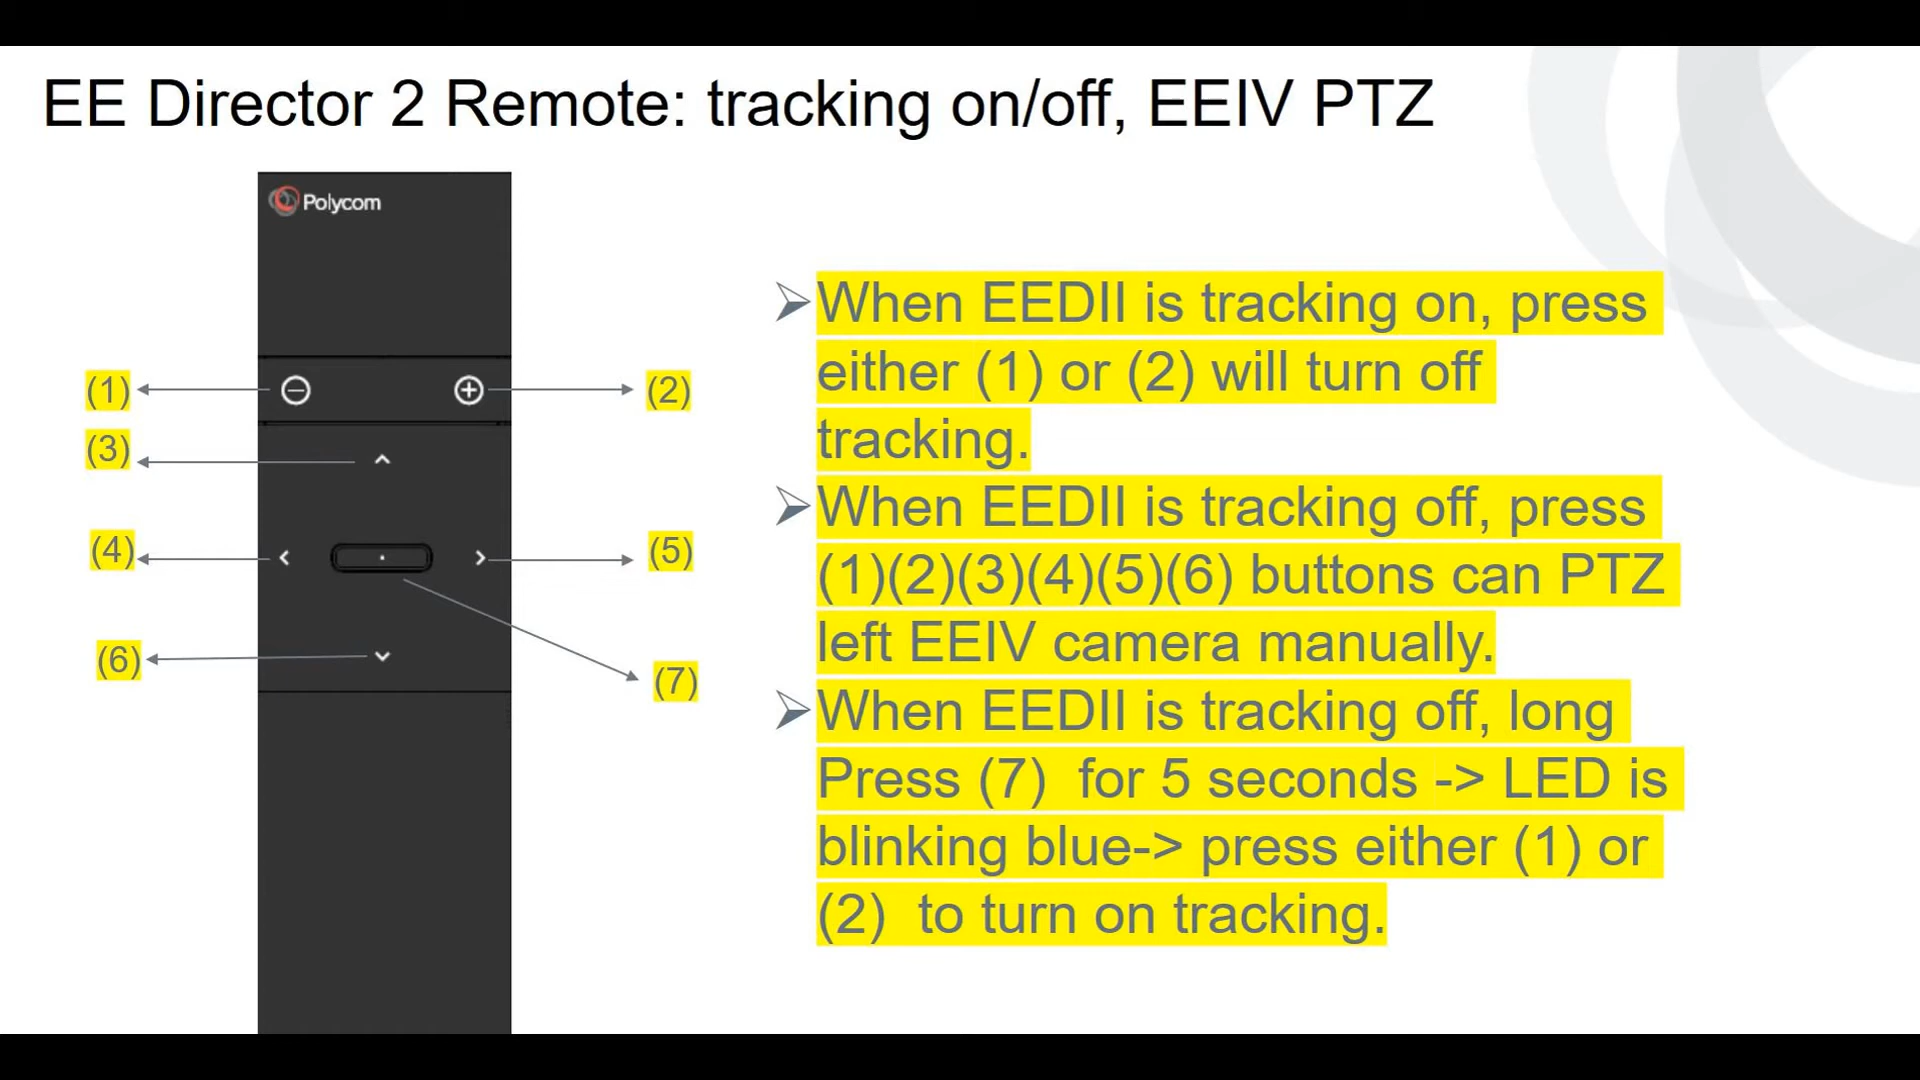 EE Director 2 Remote: tracking on/off, EEIV PTZ
Polycom
(1)
(2)
(3)
(4)
(5)
(6)
(7)
When EEDII is tracking on, press
either (1) or (2) will turn off
tracking.
When EEDII is tracking off, press
(1)(2)(3)(4)(5)(6) buttons can PTZ
left EEIV camera manually.
When EEDII is tracking off, long
Press (7)  for 5 seconds -> LED is
blinking blue-> press either (1) or
(2)  to turn on tracking.